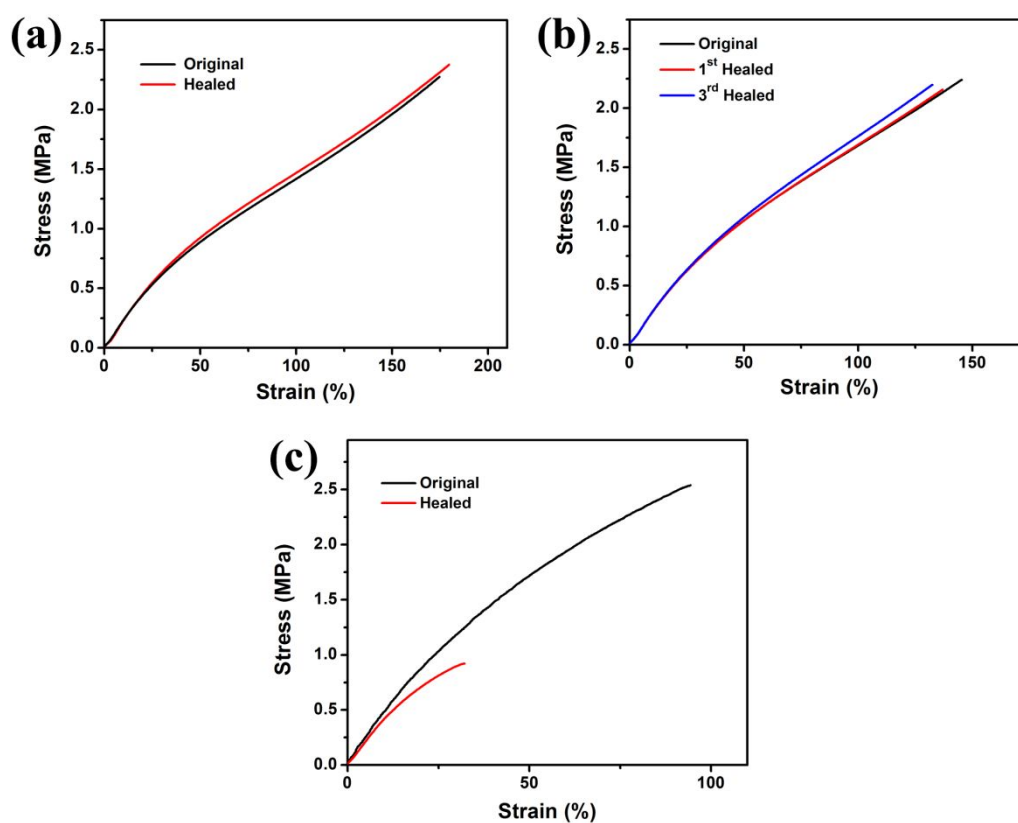 (a)
Original
Healed
2.5
2.0
1.5
1.0
0.5
0.0
Stress (MPa)
0
50
100
150
200
Strain (%)
(b)
Original
1st Healed
3rd Healed
2.5
2.0
1.5
1.0
0.5
0.0
Stress (MPa)
0
50
100
150
Strain (%)
(c)
Original
Healed
2.5
2.0
1.5
1.0
0.5
0.0
Stress (MPa)
0
50
100
Strain (%)